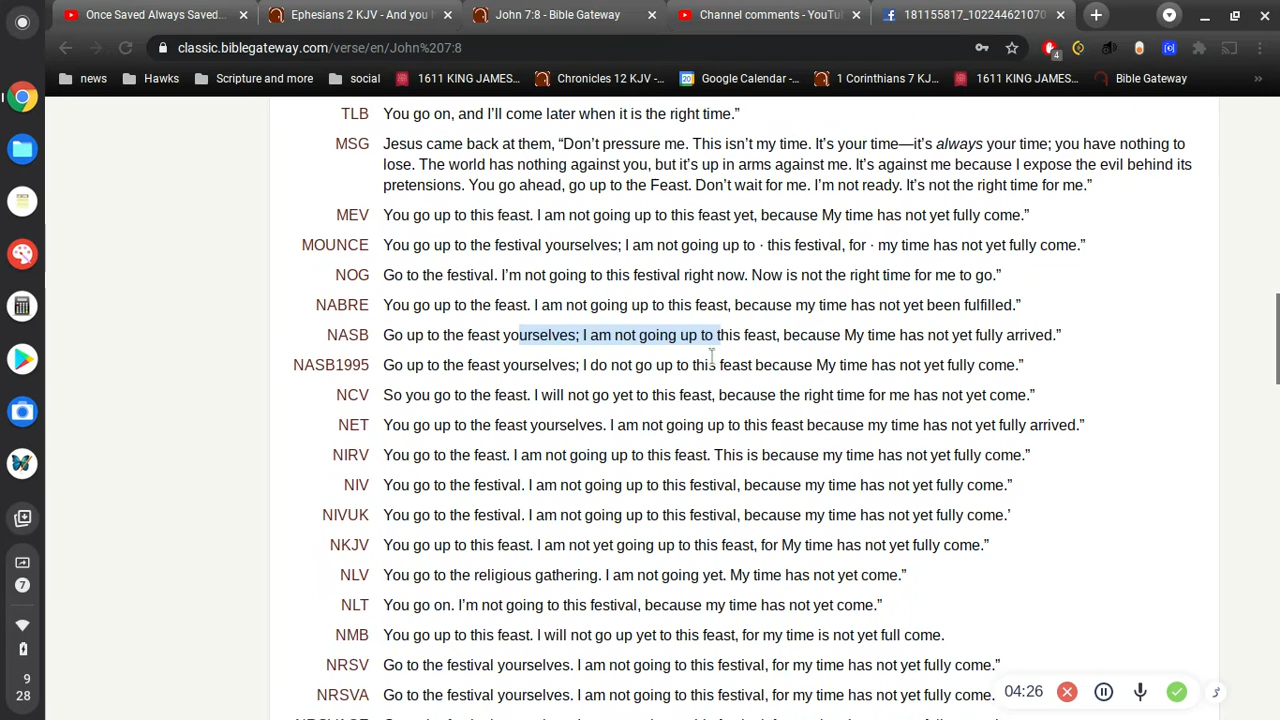 Once Saved Always Saved...
Ephesians 2 KJV - And you
John 7:8 - Bible Gateway
Channel comments - YouTu
181155817_102244621070
classic.biblegateway.com/verse/en/John%207:8
4
news
Hawks
Scripture and more
social
1611 KING JAMES...
Chronicles 12 KJV -...
Google Calendar -...
1 Corinthians 7 KJ...
1611 KING JAMES...
Bible Gateway
»
TLB You go on, and I’ll come later when it is the right time.”
MSG Jesus came back at them, “Don’t pressure me. This isn’t my time. It’s your time—it’s always your time; you have nothing to
lose. The world has nothing against you, but it’s up in arms against me. It’s against me because I expose the evil behind its
pretensions. You go ahead, go up to the Feast. Don’t wait for me. I’m not ready. It’s not the right time for me.”
MEV You go up to this feast. I am not going up to this feast yet, because My time has not yet fully come.”
MOUNCE You go up to the festival yourselves; I am not going up to · this festival, for · my time has not yet fully come.”
NOG Go to the festival. I’m not going to this festival right now. Now is not the right time for me to go.”
NABRE You go up to the feast. I am not going up to this feast, because my time has not yet been fulfilled.”
NASB Go up to the feast yourselves; I am not going up to this feast, because My time has not yet fully arrived.”
NASB1995 Go up to the feast yourselves; I do not go up to this feast because My time has not yet fully come.”
NCV So you go to the feast. I will not go yet to this feast, because the right time for me has not yet come.”
NET You go up to the feast yourselves. I am not going up to this feast because my time has not yet fully arrived.”
NIRV You go to the feast. I am not going up to this feast. This is because my time has not yet fully come.”
NIV You go to the festival. I am not going up to this festival, because my time has not yet fully come.”
NIVUK You go to the festival. I am not going up to this festival, because my time has not yet fully come.’
NKJV You go up to this feast. I am not yet going up to this feast, for My time has not yet fully come.”
NLV You go to the religious gathering. I am not going yet. My time has not yet come.”
NLT You go on. I’m not going to this festival, because my time has not yet come.”
NMB You go up to this feast. I will not go up yet to this feast, for my time is not yet full come.
NRSV Go to the festival yourselves. I am not going to this festival, for my time has not yet fully come.”
NRSVA Go to the festival yourselves. I am not going to this festival, for my time has not yet fully come.
7
9
28
04:26